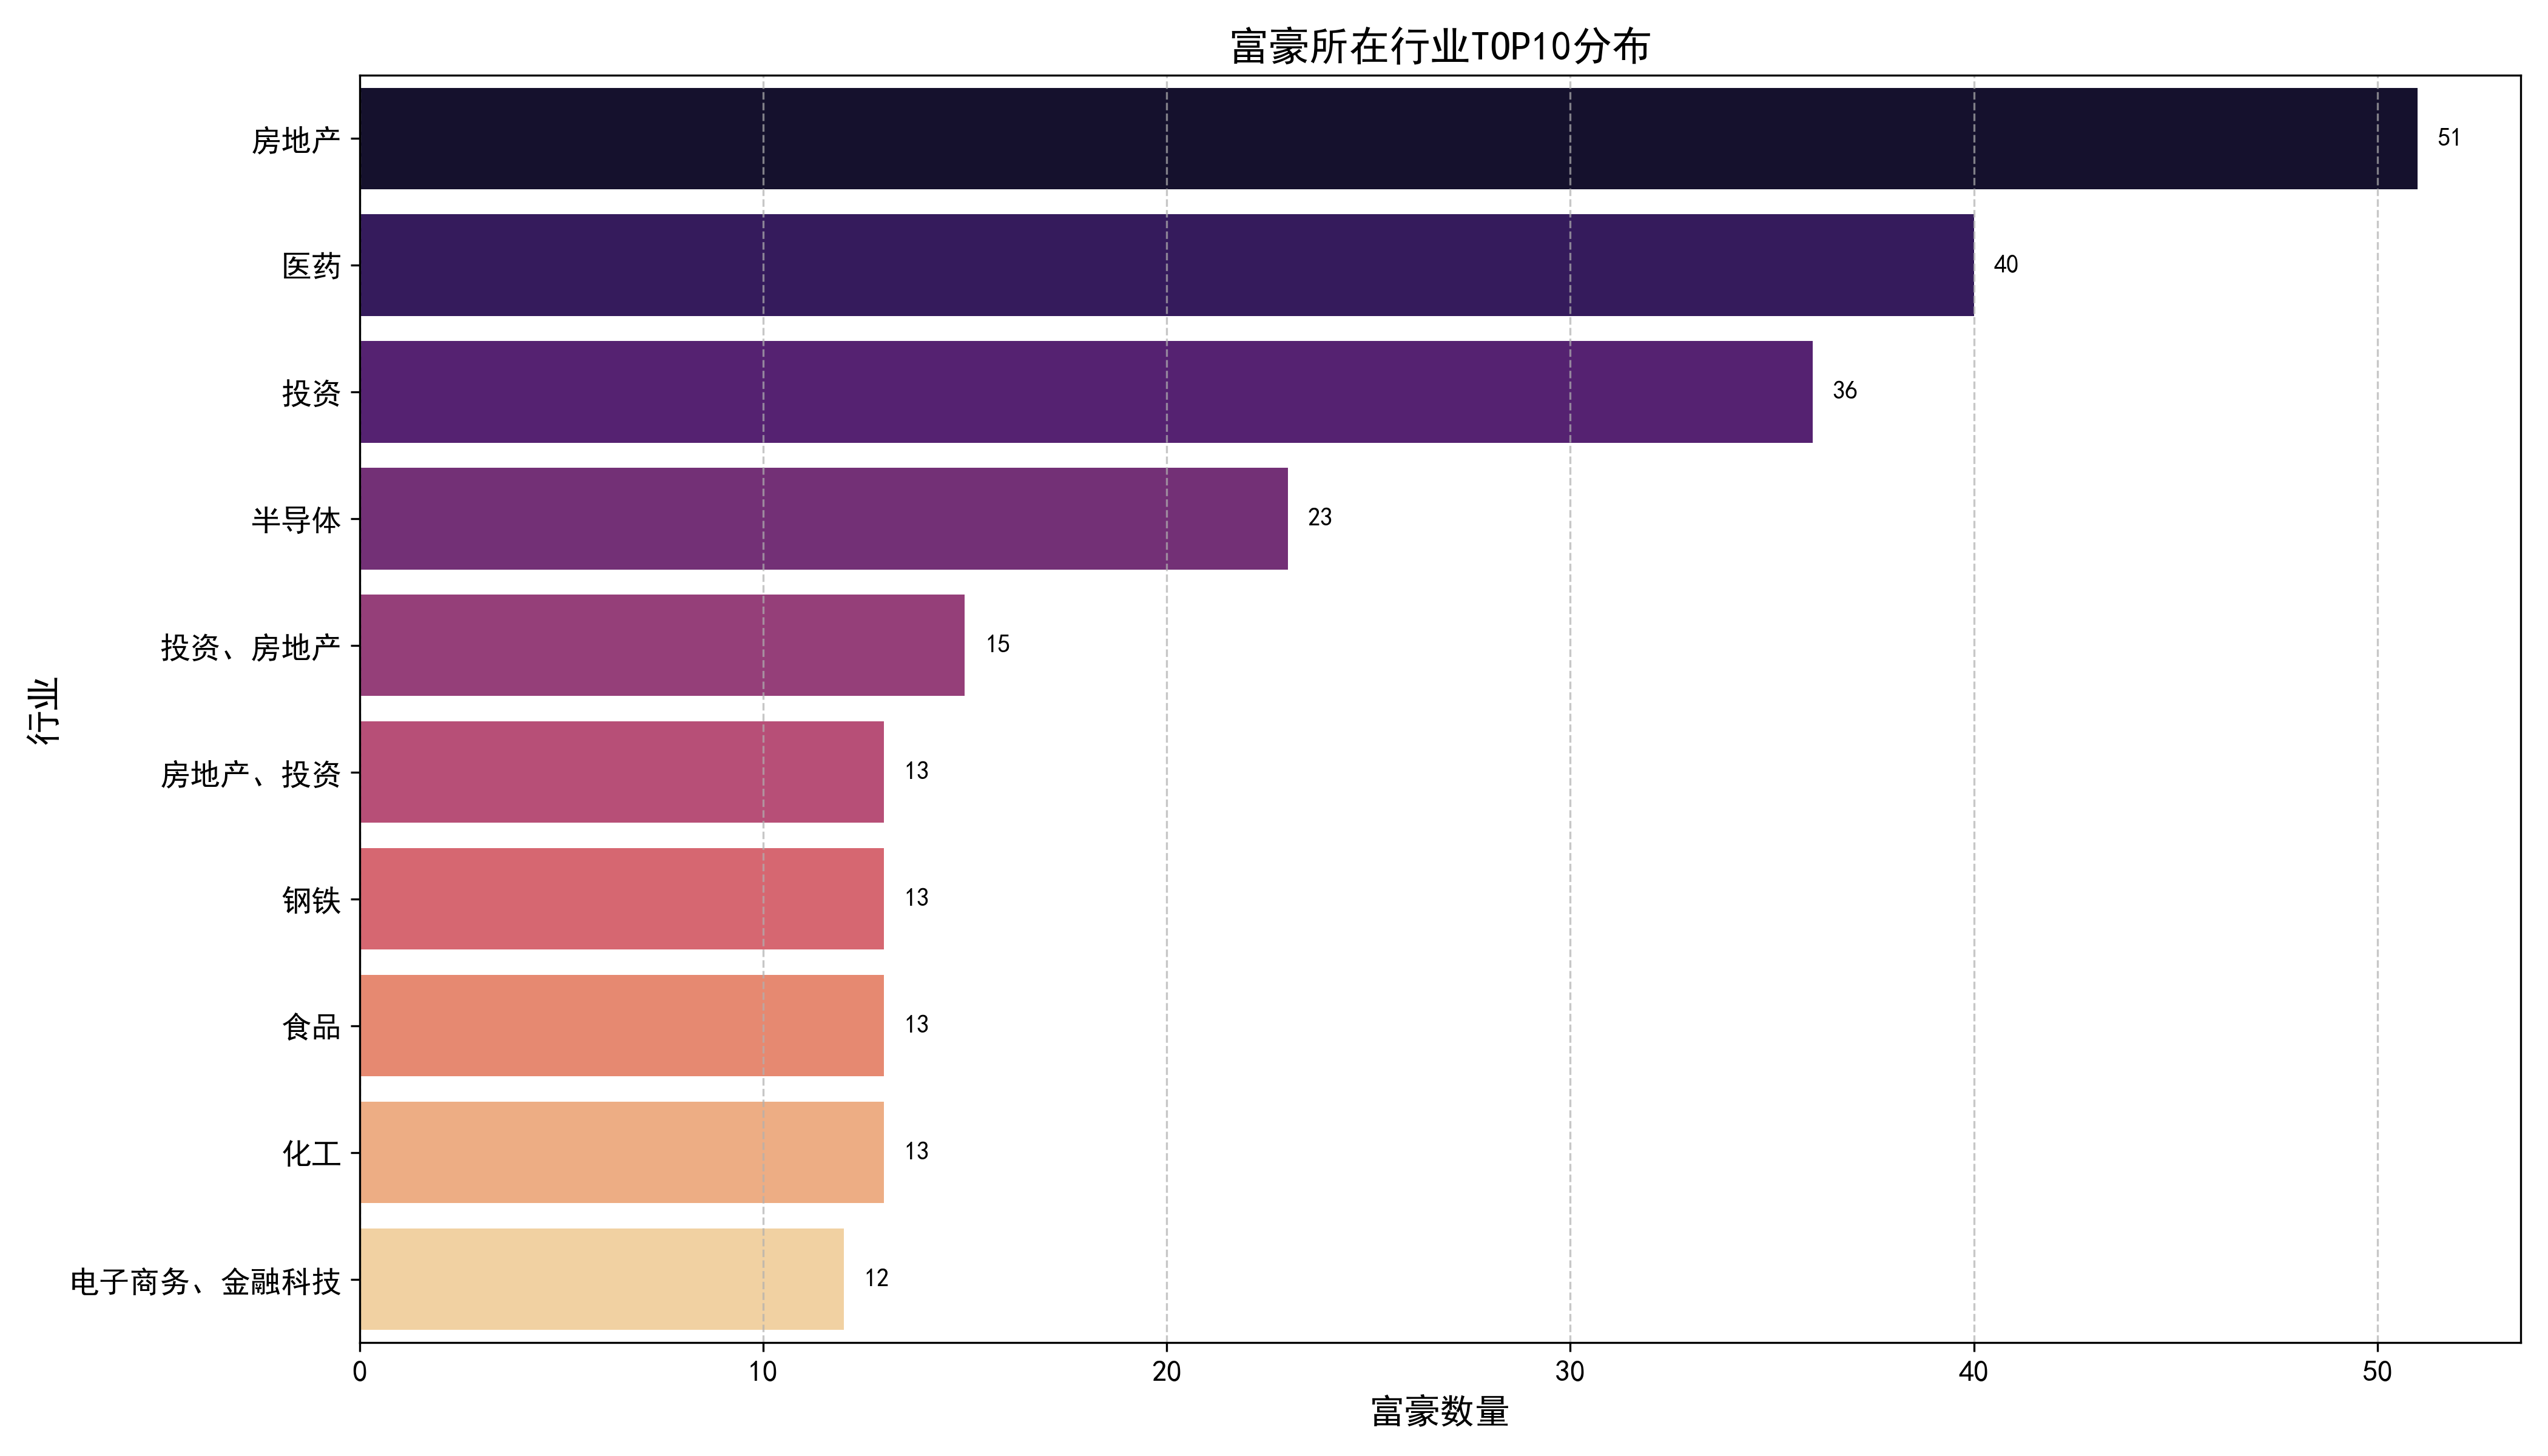 富豪所在行业TOP10分布
房地产
51
医药
40
投资
36
半导体
23
投资、房地产
15
房地产、投资
13
钢铁
13
食品
13
化工
13
电子商务、金融科技
12
行业
0 10 20 30 40 50
富豪数量